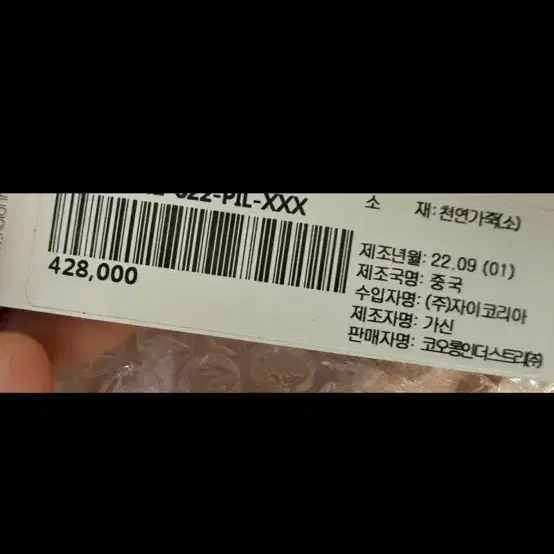 022-PIL-XXX
428,000
소 재: 천연가죽(소)
제조년월: 22.09 (01)
제조국명: 중국
수입자명: (주)자이코리아
제조자명: 가신
판매자명: 코오롱인더스트리(주)